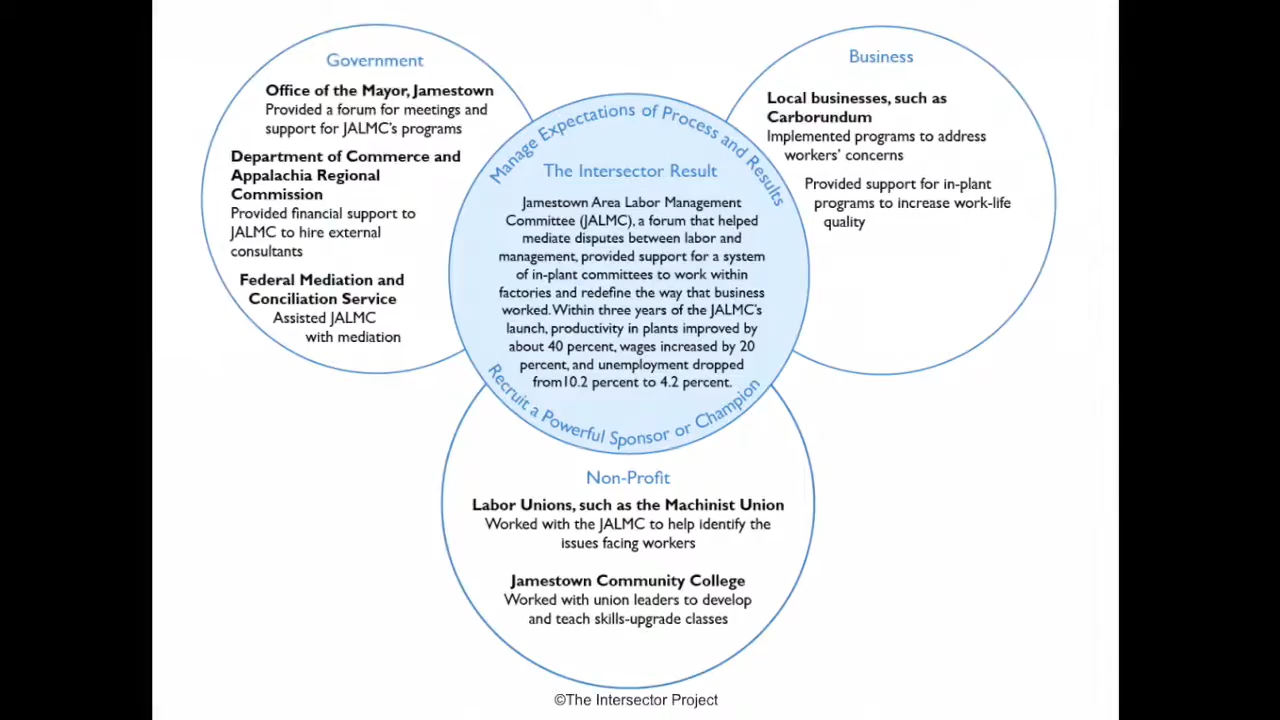 Government
Office of the Mayor, Jamestown
Provided a forum for meetings and
support for JALMC's programs
Department of Commerce and
Appalachia Regional
Commission
Provided financial support to
JALMC to hire external
consultants
Federal Mediation and
Conciliation Service
Assisted JALMC
with mediation
Business
Local businesses, such as
Carborundum
Implemented programs to address
workers' concerns
Provided support for in-plant
programs to increase work-life
quality
Manage Expectations of Process and Results
The Intersector Result
Jamestown Area Labor Management
Committee (JALMC), a forum that helped
mediate disputes between labor and
management, provided support for a system
of in-plant committees to work within
factories and redefine the way that business
worked. Within three years of the JALMC's
launch, productivity in plants improved by
about 40 percent, wages increased by 20
percent, and unemployment dropped
from10.2 percent to 4.2 percent.
Recruit a Powerful Sponsor or Champion
Non-Profit
Labor Unions, such as the Machinist Union
Worked with the JALMC to help identify the
issues facing workers
Jamestown Community College
Worked with union leaders to develop
and teach skills-upgrade classes
©The Intersector Project